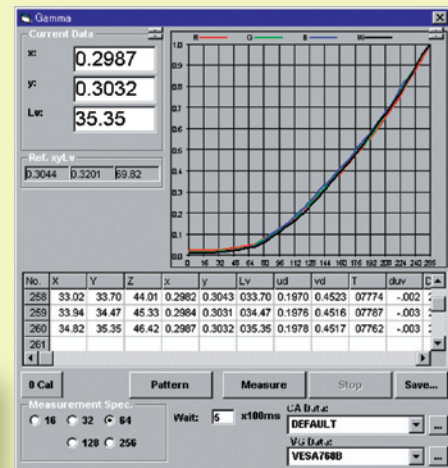 Gamma
Current Data
x: 0.2987
y: 0.3032
Lv: 35.35
Ref. xyLv
0.3044 0.3201 69.82
R G B W
1.0
0.9
0.8
0.7
0.6
0.5
0.4
0.3
0.2
0.1
0.0
0 16 32 48 64 80 96 112 128 144 160 176 192 208 224 240 255
No. X Y Z x y Lv ud vd T duv D
258 33.02 33.70 44.01 0.2982 0.3043 033.70 0.1970 0.4523 07774 -.002 2
259 33.94 34.47 45.33 0.2984 0.3031 034.47 0.1976 0.4516 07787 -.003 2
260 34.82 35.35 46.42 0.2987 0.3032 035.35 0.1978 0.4517 07762 -.003 2
261
0 Cal Pattern Measure Stop Save...
Measurement Spec.
16 32 64
128 256
Wait: 5 x100ms
CA Data:
DEFAULT ...
VG Data:
VESA768B ...